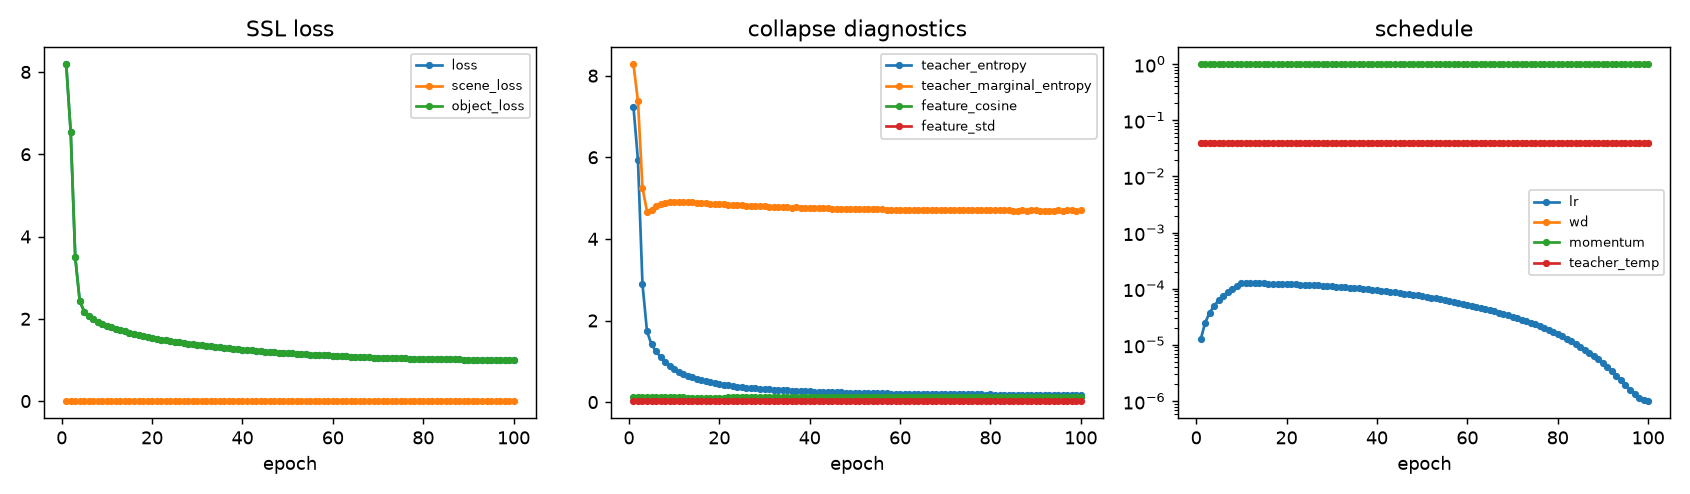 SSL loss
8
6
4
2
0
loss
scene_loss
object_loss
0 20 40 60 80 100
epoch
collapse diagnostics
8
6
4
2
0
teacher_entropy
teacher_marginal_entropy
feature_cosine
feature_std
0 20 40 60 80 100
epoch
schedule
10⁰
10⁻¹
10⁻²
10⁻³
10⁻⁴
10⁻⁵
10⁻⁶
lr
wd
momentum
teacher_temp
0 20 40 60 80 100
epoch